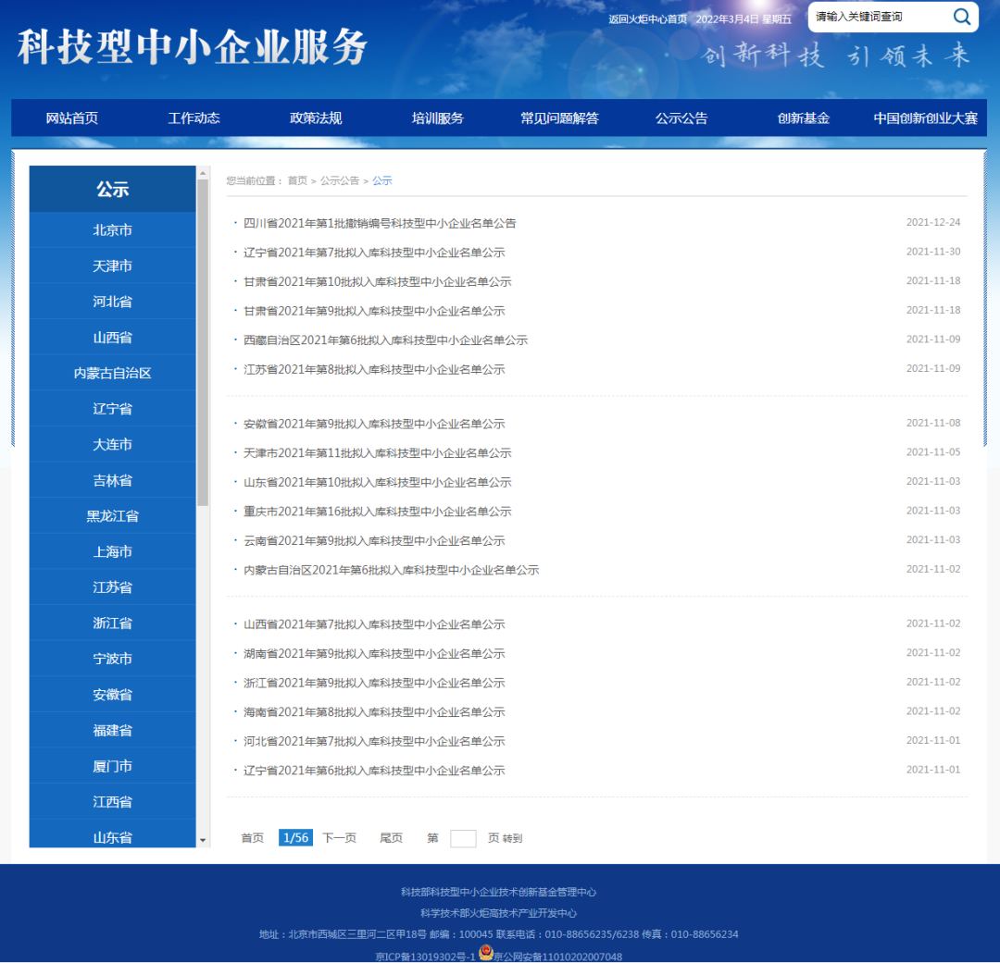 返回火炬中心首页 2022年3月4日 星期五 请输入关键词查询
科技型中小企业服务
创新科技 引领未来
网站首页 工作动态 政策法规 培训服务 常见问题解答 公示公告 创新基金 中国创新创业大赛
公示
北京市
天津市
河北省
山西省
内蒙古自治区
辽宁省
大连市
吉林省
黑龙江省
上海市
江苏省
浙江省
宁波市
安徽省
福建省
厦门市
江西省
山东省
您当前位置： 首页 > 公示公告 > 公示
· 四川省2021年第1批撤销编号科技型中小企业名单公告 2021-12-24
· 辽宁省2021年第7批拟入库科技型中小企业名单公示 2021-11-30
· 甘肃省2021年第10批拟入库科技型中小企业名单公示 2021-11-18
· 甘肃省2021年第9批拟入库科技型中小企业名单公示 2021-11-18
· 西藏自治区2021年第6批拟入库科技型中小企业名单公示 2021-11-09
· 江苏省2021年第8批拟入库科技型中小企业名单公示 2021-11-09
· 安徽省2021年第9批拟入库科技型中小企业名单公示 2021-11-08
· 天津市2021年第11批拟入库科技型中小企业名单公示 2021-11-05
· 山东省2021年第10批拟入库科技型中小企业名单公示 2021-11-03
· 重庆市2021年第16批拟入库科技型中小企业名单公示 2021-11-03
· 云南省2021年第9批拟入库科技型中小企业名单公示 2021-11-03
· 内蒙古自治区2021年第6批拟入库科技型中小企业名单公示 2021-11-02
· 山西省2021年第7批拟入库科技型中小企业名单公示 2021-11-02
· 湖南省2021年第9批拟入库科技型中小企业名单公示 2021-11-02
· 浙江省2021年第9批拟入库科技型中小企业名单公示 2021-11-02
· 海南省2021年第8批拟入库科技型中小企业名单公示 2021-11-02
· 河北省2021年第7批拟入库科技型中小企业名单公示 2021-11-01
· 辽宁省2021年第6批拟入库科技型中小企业名单公示 2021-11-01
首页 1/56 下一页 尾页 第 页 转到
科技部科技型中小企业技术创新基金管理中心
科学技术部火炬高技术产业开发中心
地址：北京市西城区三里河二区甲18号 邮编：100045 联系电话：010-88656235/6238 传真：010-88656234
京ICP备13019302号-1 京公网安备11010202007048